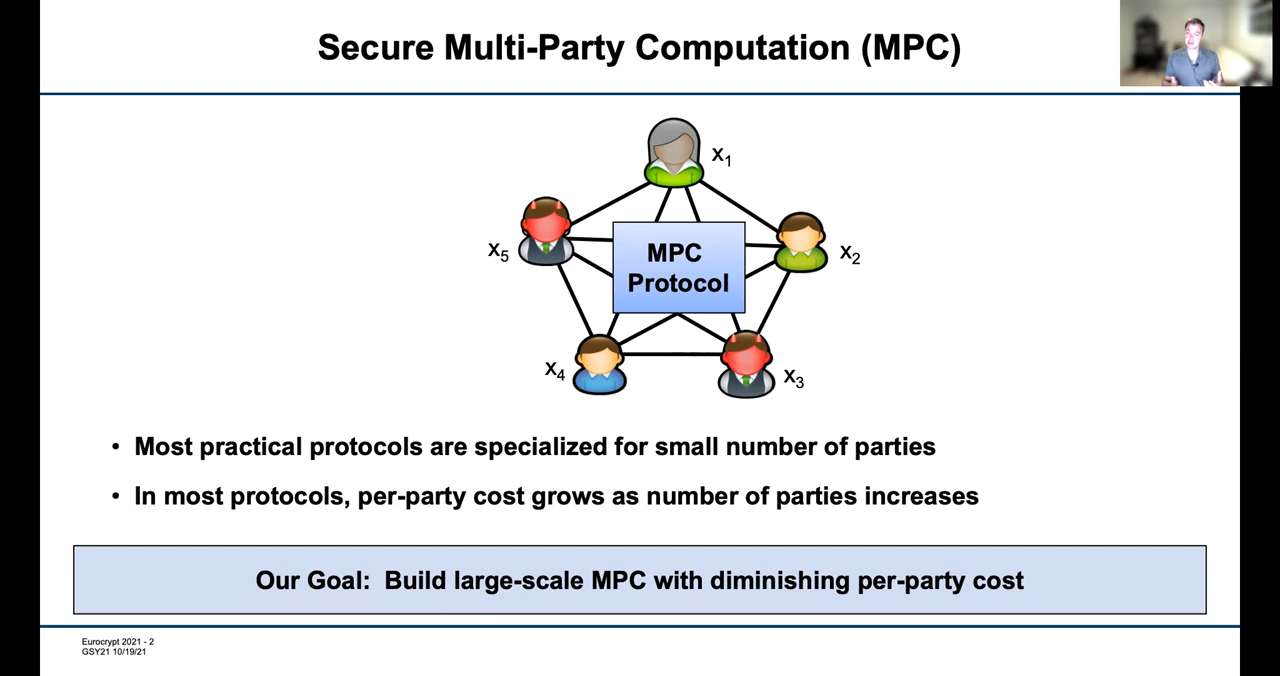 Secure Multi-Party Computation (MPC)
x1
x5
x2
MPC
Protocol
x4
x3
• Most practical protocols are specialized for small number of parties
• In most protocols, per-party cost grows as number of parties increases
Our Goal: Build large-scale MPC with diminishing per-party cost
Eurocrypt 2021 - 2
GSY21 10/19/21